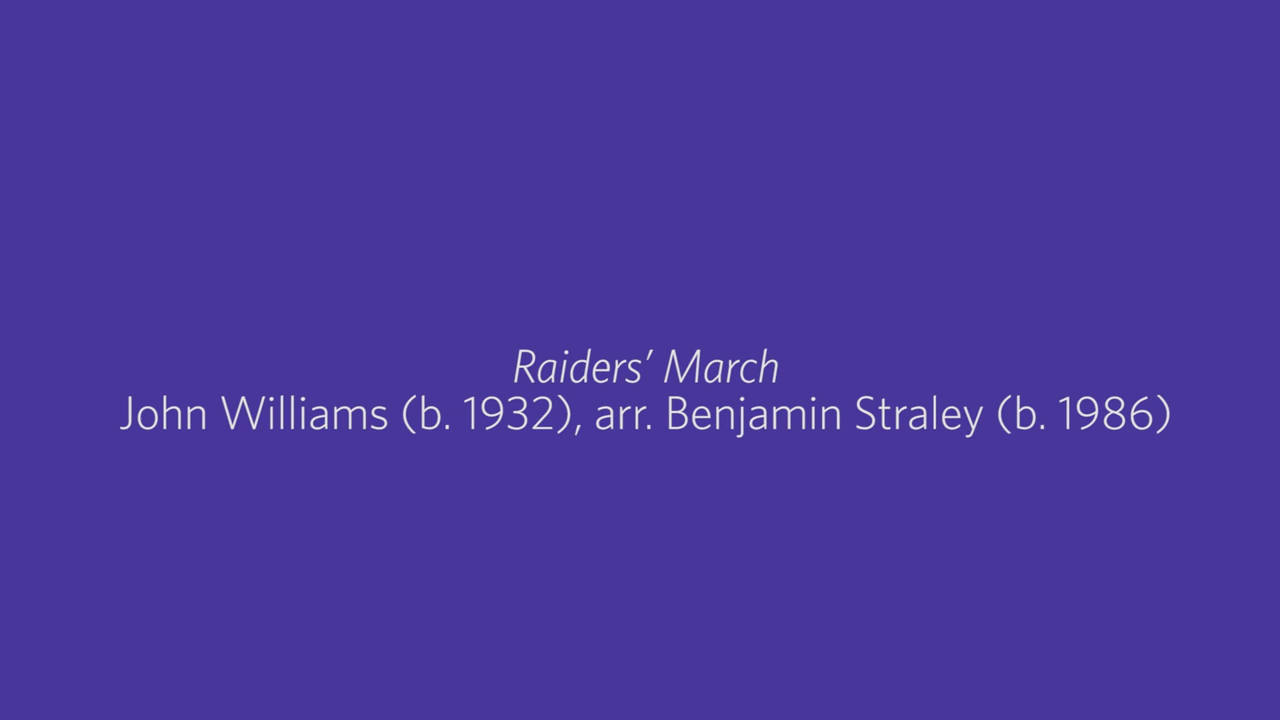 Raiders’ March
John Williams (b. 1932), arr. Benjamin Straley (b. 1986)